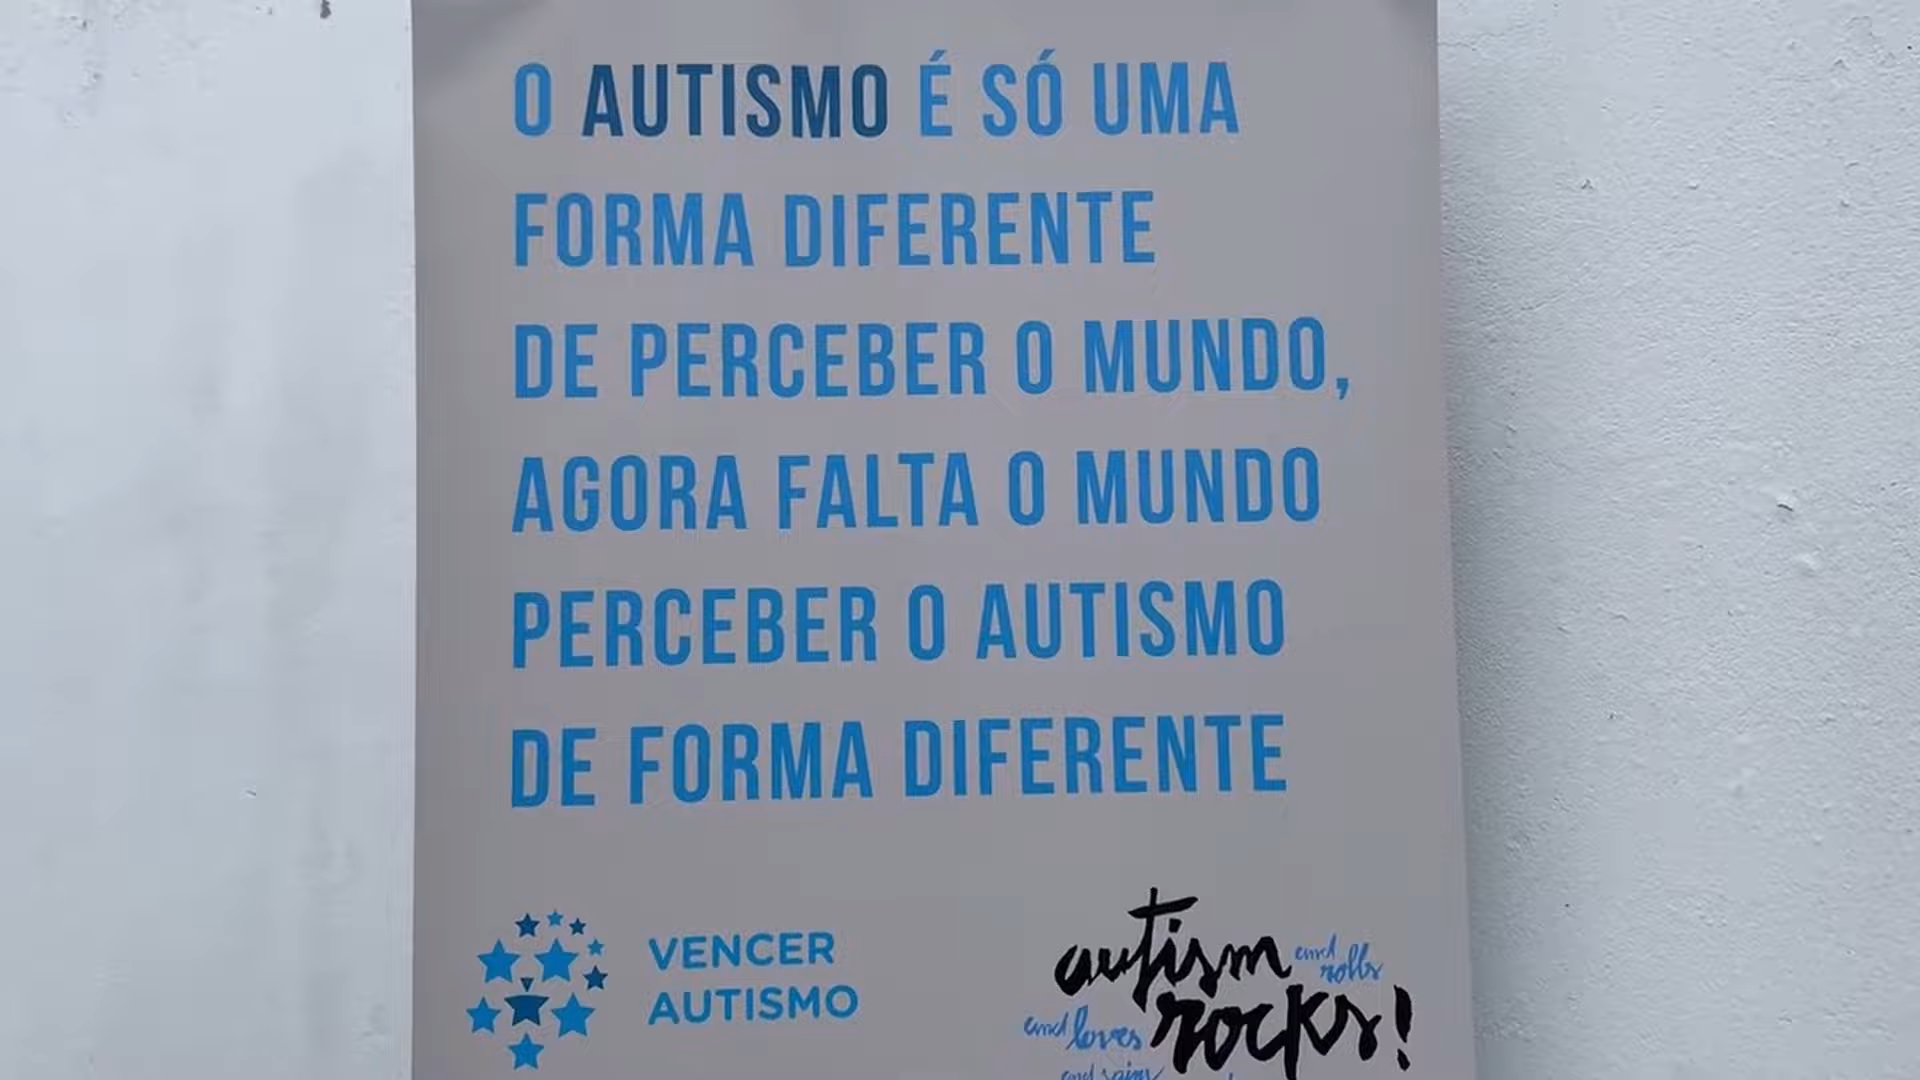 O AUTISMO É SÓ UMA
FORMA DIFERENTE
DE PERCEBER O MUNDO,
AGORA FALTA O MUNDO
PERCEBER O AUTISMO
DE FORMA DIFERENTE
VENCER
AUTISMO
autism
and
rolls
rocks!
and loves